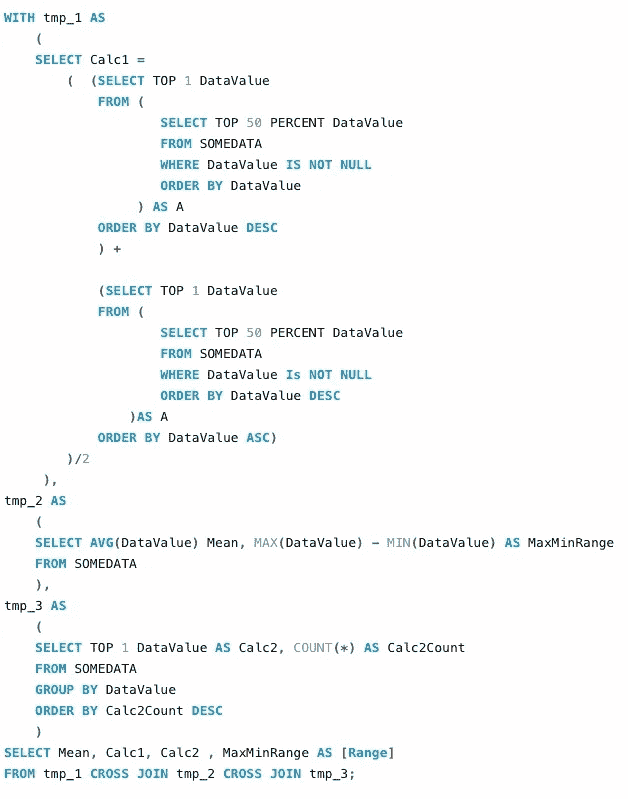 WITH tmp_1 AS
(
SELECT Calc1 =
( (SELECT TOP 1 DataValue
FROM (
SELECT TOP 50 PERCENT DataValue
FROM SOMEDATA
WHERE DataValue IS NOT NULL
ORDER BY DataValue
) AS A
ORDER BY DataValue DESC
) +
(SELECT TOP 1 DataValue
FROM (
SELECT TOP 50 PERCENT DataValue
FROM SOMEDATA
WHERE DataValue Is NOT NULL
ORDER BY DataValue DESC
)AS A
ORDER BY DataValue ASC)
)/2
),
tmp_2 AS
(
SELECT AVG(DataValue) Mean, MAX(DataValue) - MIN(DataValue) AS MaxMinRange
FROM SOMEDATA
),
tmp_3 AS
(
SELECT TOP 1 DataValue AS Calc2, COUNT(*) AS Calc2Count
FROM SOMEDATA
GROUP BY DataValue
ORDER BY Calc2Count DESC
)
SELECT Mean, Calc1, Calc2 , MaxMinRange AS [Range]
FROM tmp_1 CROSS JOIN tmp_2 CROSS JOIN tmp_3;